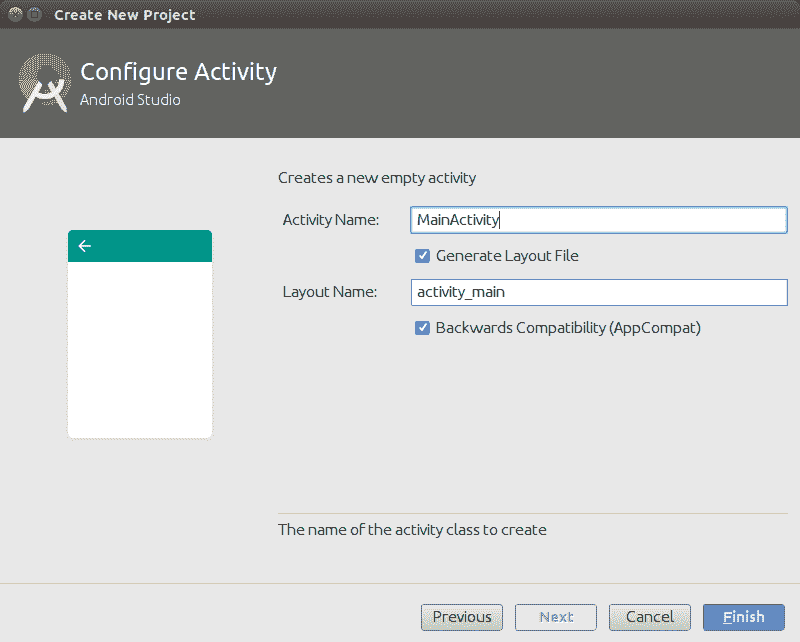 Create New Project
Configure Activity
Android Studio
Creates a new empty activity
Activity Name: MainActivity
Generate Layout File
Layout Name: activity_main
Backwards Compatibility (AppCompat)
The name of the activity class to create
Previous Next Cancel Finish